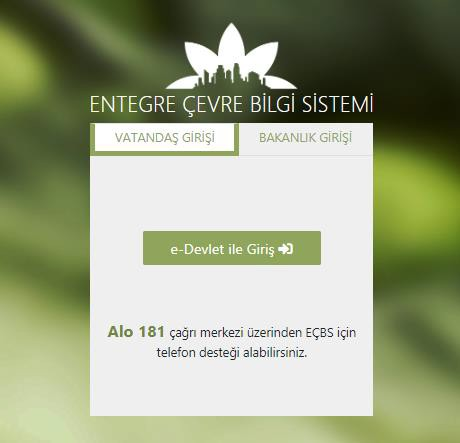 ENTEGRE ÇEVRE BİLGİ SİSTEMİ
VATANDAŞ GİRİŞİ
BAKANLIK GİRİŞİ
e-Devlet ile Giriş
Alo 181 çağrı merkezi üzerinden EÇBS için
telefon desteği alabilirsiniz.